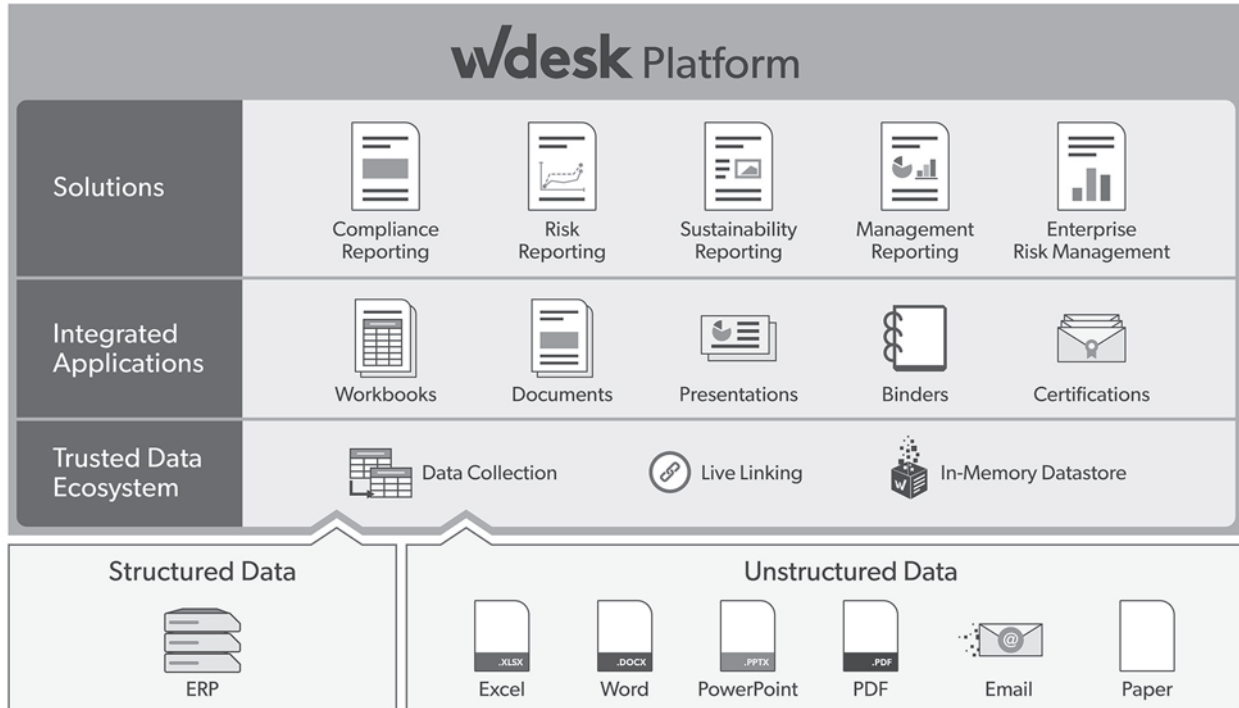 wdesk Platform
Solutions
Compliance
Reporting
Risk
Reporting
Sustainability
Reporting
Management
Reporting
Enterprise
Risk Management
Integrated
Applications
Workbooks
Documents
Presentations
Binders
Certifications
Trusted Data
Ecosystem
Data Collection
Live Linking
W
In-Memory Datastore
Structured Data
ERP
Unstructured Data
.XLSX
Excel
.DOCX
Word
.PPTX
PowerPoint
.PDF
PDF
@
Email
Paper